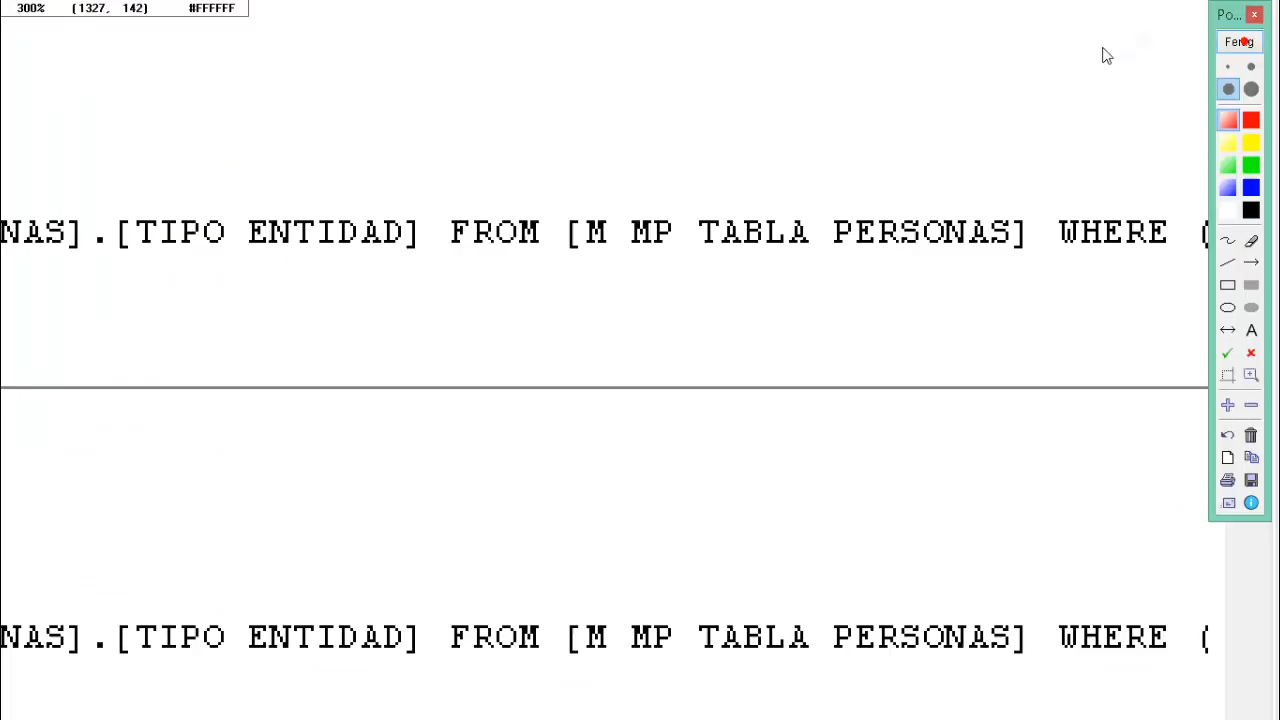 300% (1327, 142) #FFFFFF
Po... x
NAS].[TIPO ENTIDAD] FROM [M MP TABLA PERSONAS] WHERE (
NAS].[TIPO ENTIDAD] FROM [M MP TABLA PERSONAS] WHERE (
A